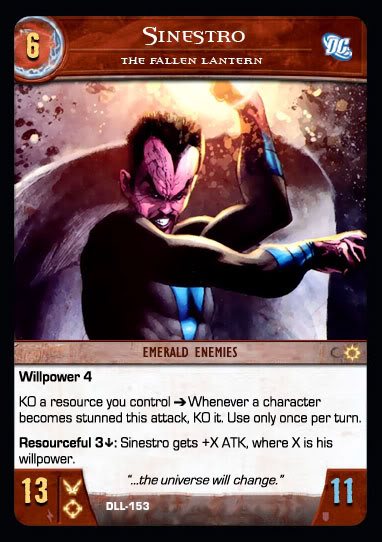 6
SINESTRO
THE FALLEN LANTERN
DC
EMERALD ENEMIES
Willpower 4
KO a resource you control ➔ Whenever a character
becomes stunned this attack, KO it. Use only once per turn.
Resourceful 3↓: Sinestro gets +X ATK, where X is his
willpower.
"...the universe will change."
13
DLL-153
11